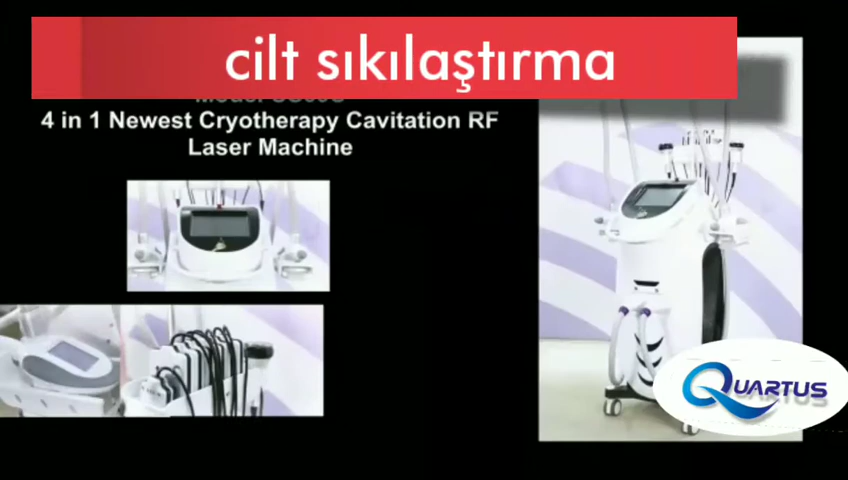 cilt sıkılaştırma
4 in 1 Newest Cryotherapy Cavitation RF
Laser Machine
QUARTUS